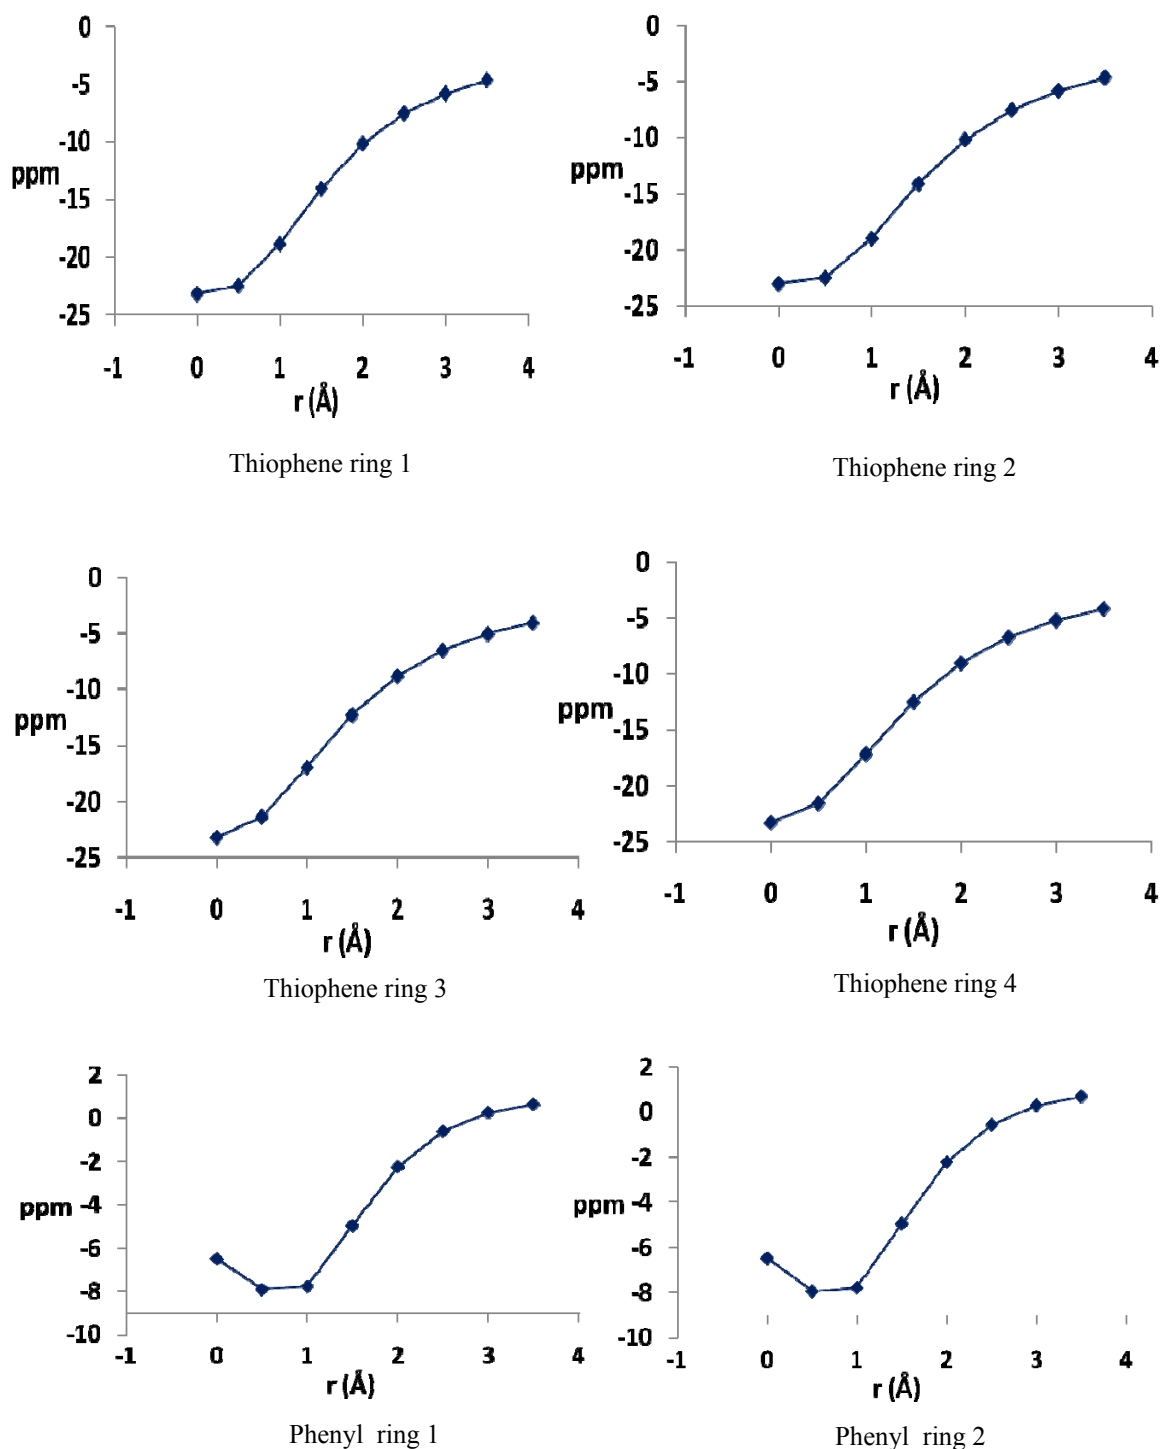 0
-5
-10
ppm
-15
-20
-25
-1 0 1 2 3 4
r (Å)
Thiophene ring 1
0
-5
-10
ppm
-15
-20
-25
-1 0 1 2 3 4
r (Å)
Thiophene ring 2
0
-5
-10
ppm
-15
-20
-25
-1 0 1 2 3 4
r (Å)
Thiophene ring 3
0
-5
-10
ppm
-15
-20
-25
-1 0 1 2 3 4
r (Å)
Thiophene ring 4
2
0
-2
ppm -4
-6
-8
-10
-1 0 1 2 3 4
r (Å)
Phenyl ring 1
2
0
-2
ppm -4
-6
-8
-10
-1 0 1 2 3 4
r (Å)
Phenyl ring 2